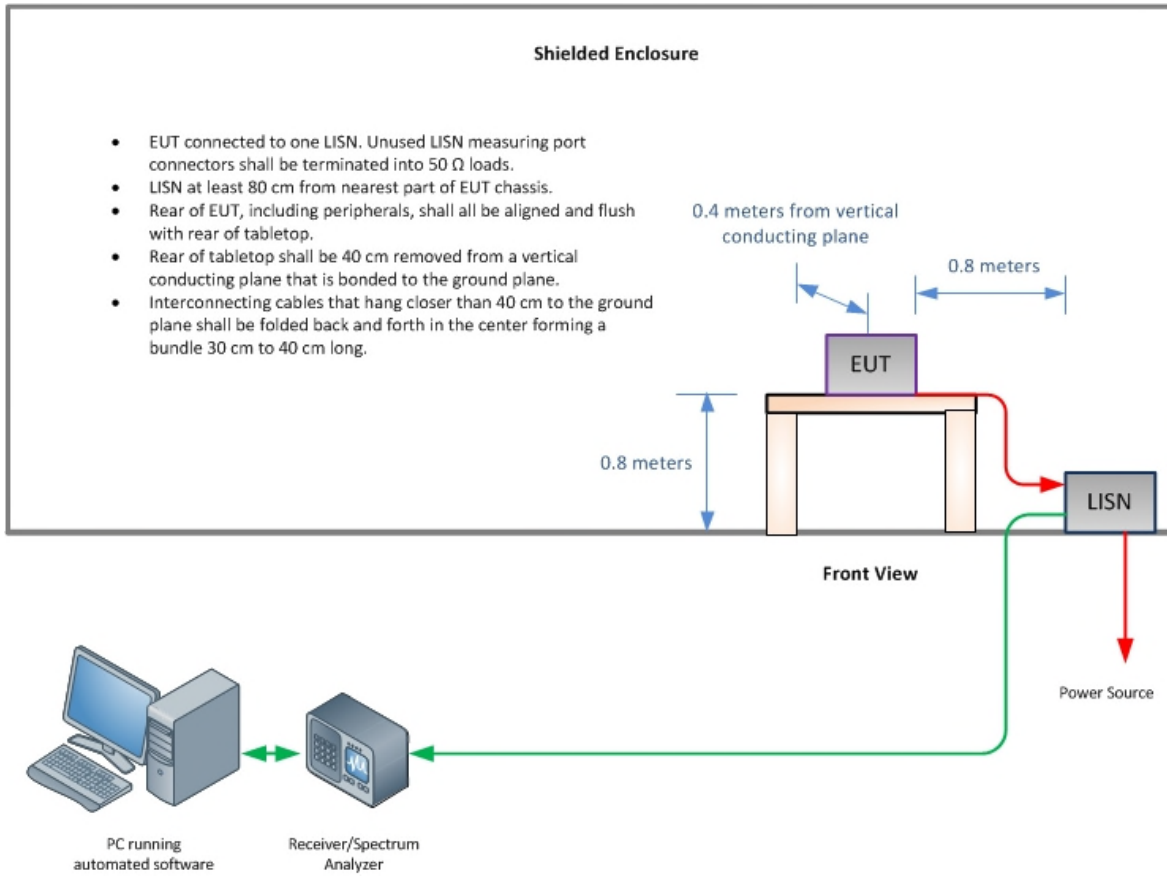 Shielded Enclosure
• EUT connected to one LISN. Unused LISN measuring port
connectors shall be terminated into 50 Ω loads.
• LISN at least 80 cm from nearest part of EUT chassis.
• Rear of EUT, including peripherals, shall all be aligned and flush
with rear of tabletop.
• Rear of tabletop shall be 40 cm removed from a vertical
conducting plane that is bonded to the ground plane.
• Interconnecting cables that hang closer than 40 cm to the ground
plane shall be folded back and forth in the center forming a
bundle 30 cm to 40 cm long.
0.4 meters from vertical
conducting plane
0.8 meters
EUT
0.8 meters
LISN
Front View
Power Source
PC running
automated software
Receiver/Spectrum
Analyzer